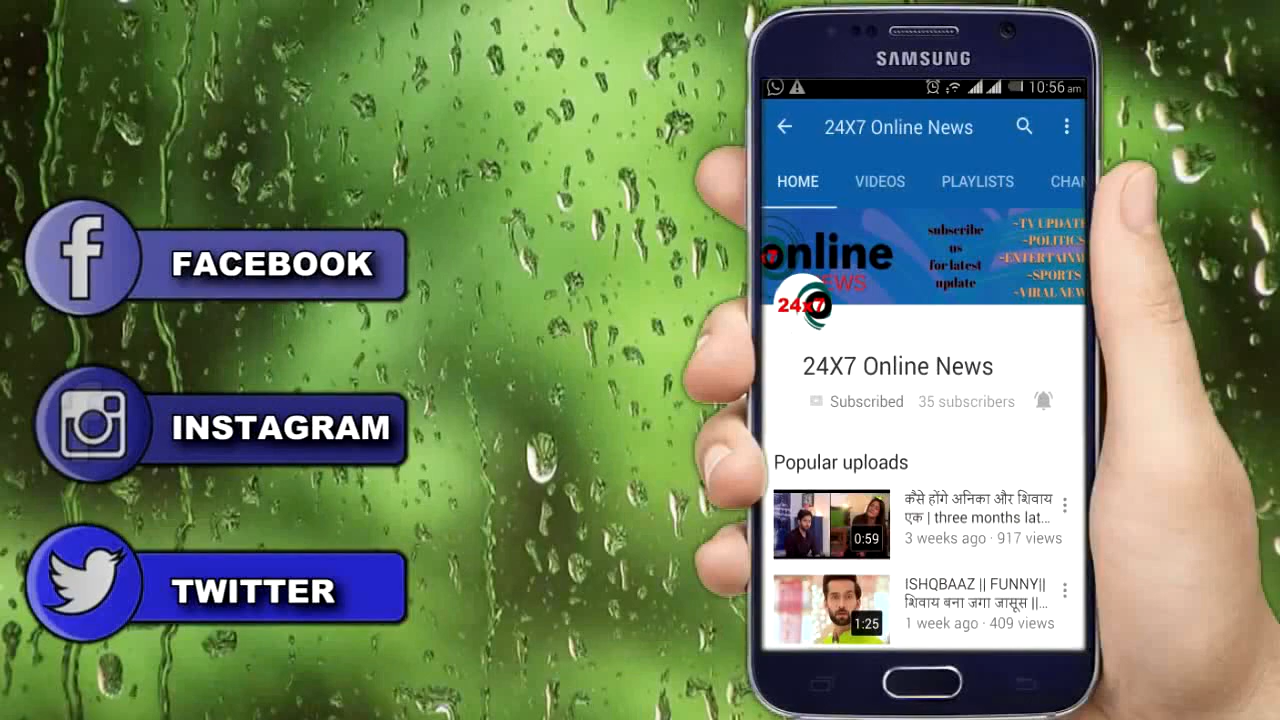 FACEBOOK
INSTAGRAM
TWITTER
SAMSUNG
10:56 am
24X7 Online News
HOME VIDEOS PLAYLISTS CHAN
online
NEWS
subscribe
us
for latest
update
~TV UPDATE
~POLITICS
~ENTERTAINM
~SPORTS
~VIRAL NEW
24x7
24X7 Online News
Subscribed 35 subscribers
Popular uploads
कैसे होंगे अनिका और शिवाय
एक | three months lat...
3 weeks ago · 917 views
0:59
ISHQBAAZ || FUNNY||
शिवाय बना जगा जासूस ||...
1 week ago · 409 views
1:25